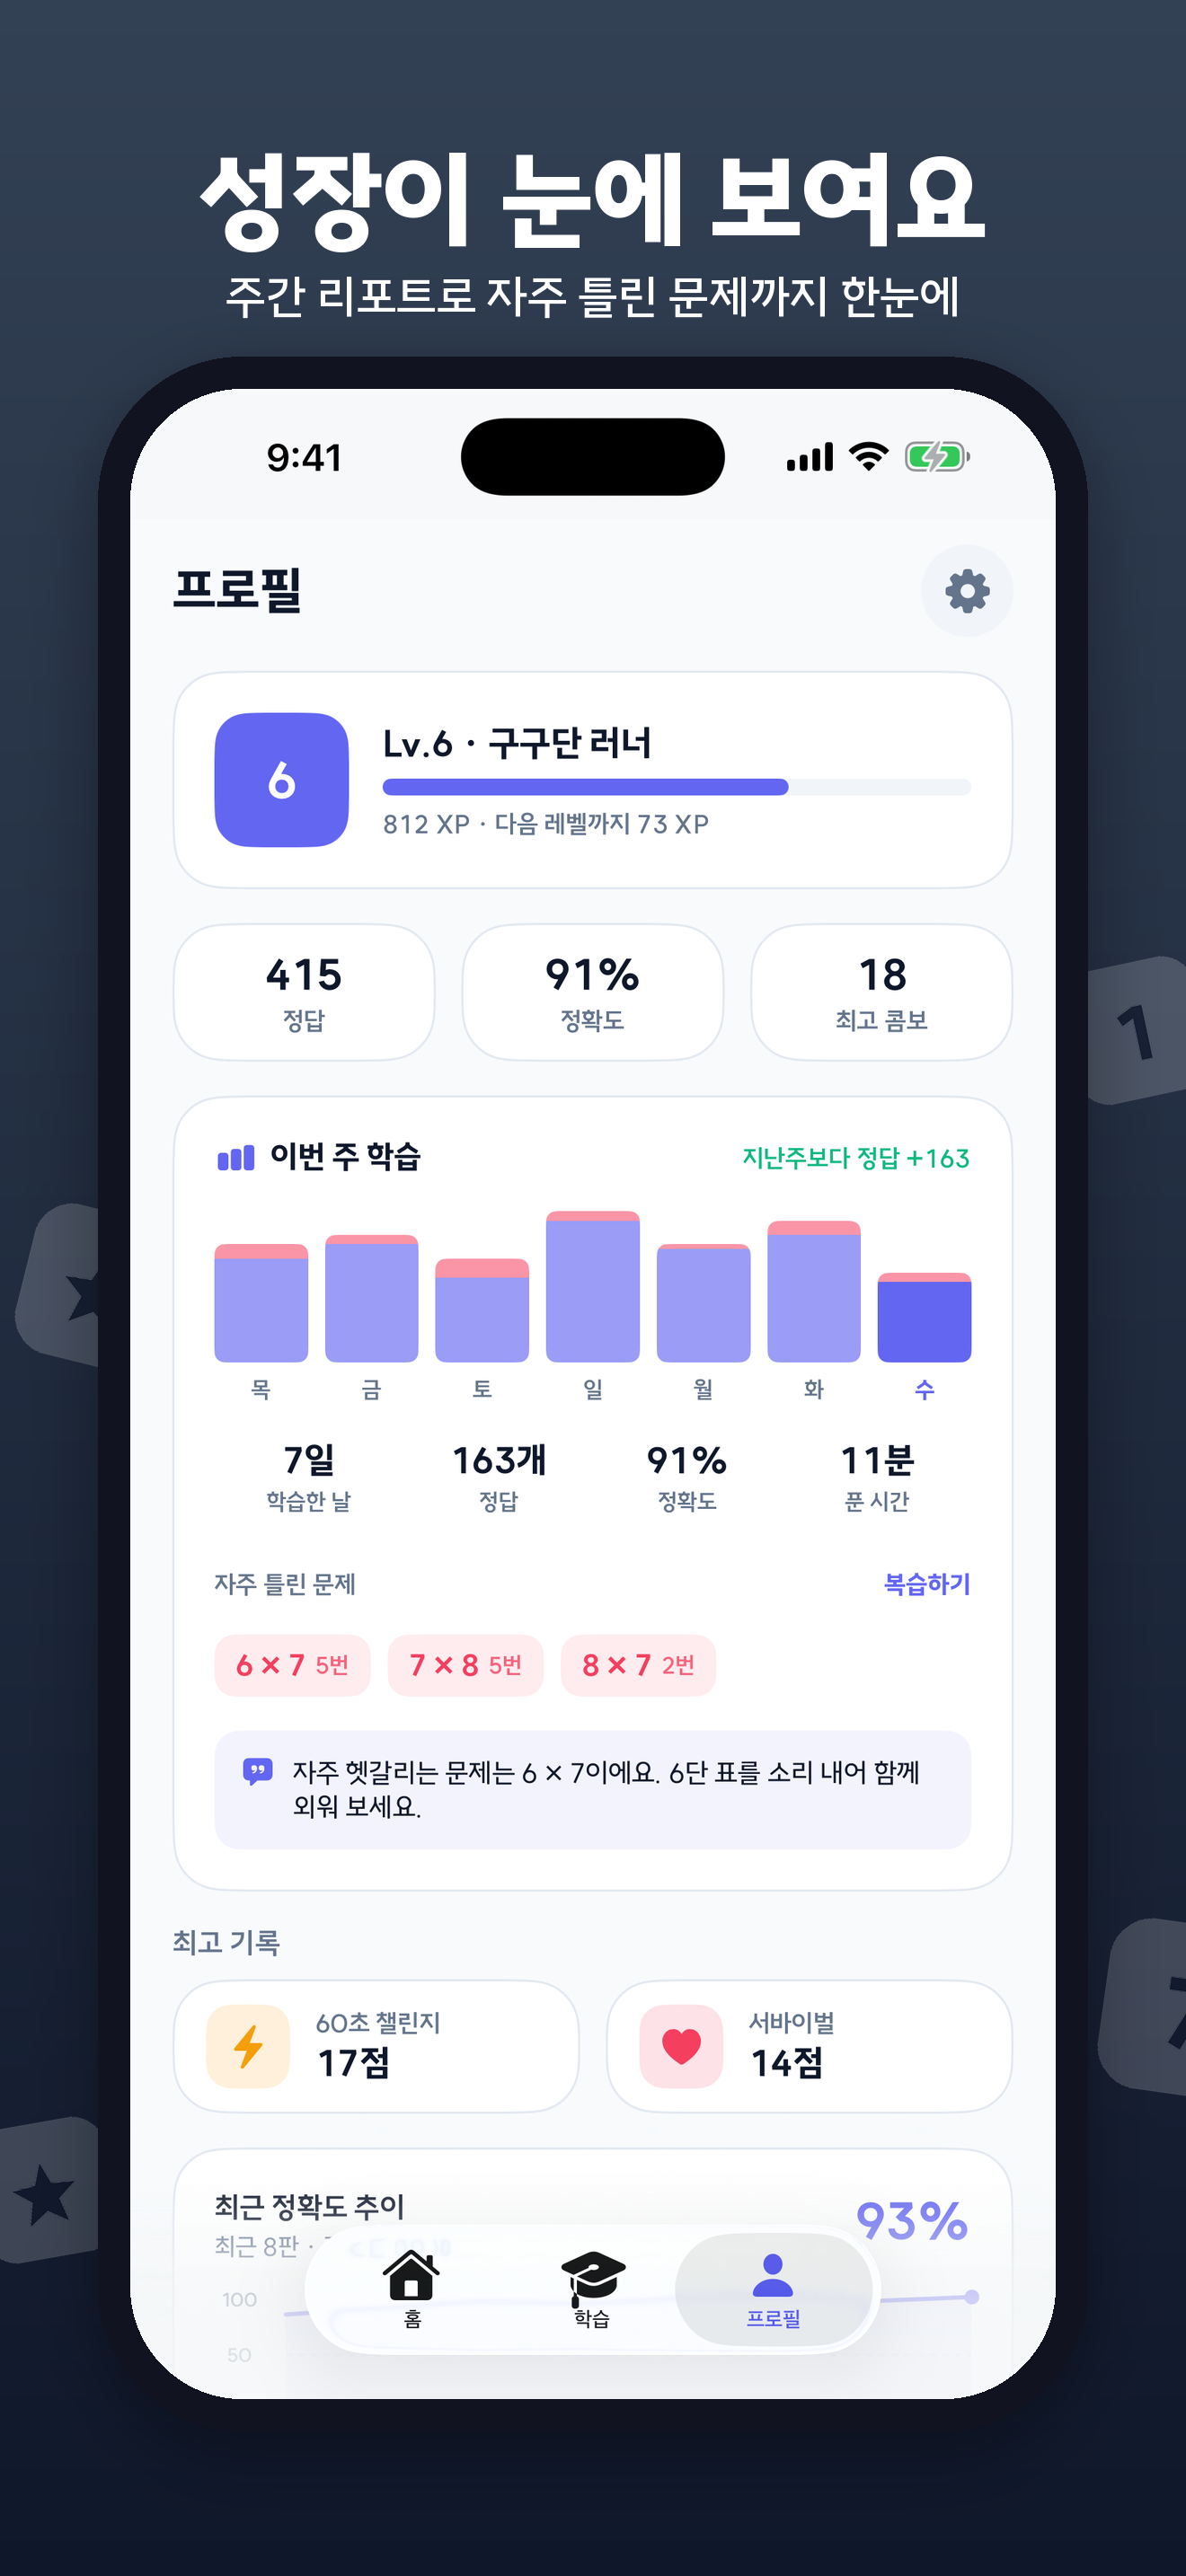 성장이 눈에 보여요
주간 리포트로 자주 틀린 문제까지 한눈에
9:41
프로필
6
Lv.6 · 구구단 러너
812 XP · 다음 레벨까지 73 XP
415
정답
91%
정확도
18
최고 콤보
1
이번 주 학습
지난주보다 정답 +163
목 금 토 일 월 화 수
7일 163개 91% 11분
학습한 날 정답 정확도 푼 시간
자주 틀린 문제
복습하기
6 × 7 5번
7 × 8 5번
8 × 7 2번
자주 헷갈리는 문제는 6 × 7이에요. 6단 표를 소리 내어 함께
외워 보세요.
최고 기록
60초 챌린지
17점
서바이벌
14점
7
최근 정확도 추이
93%
최근 8판 ·
100
50
홈
학습
프로필